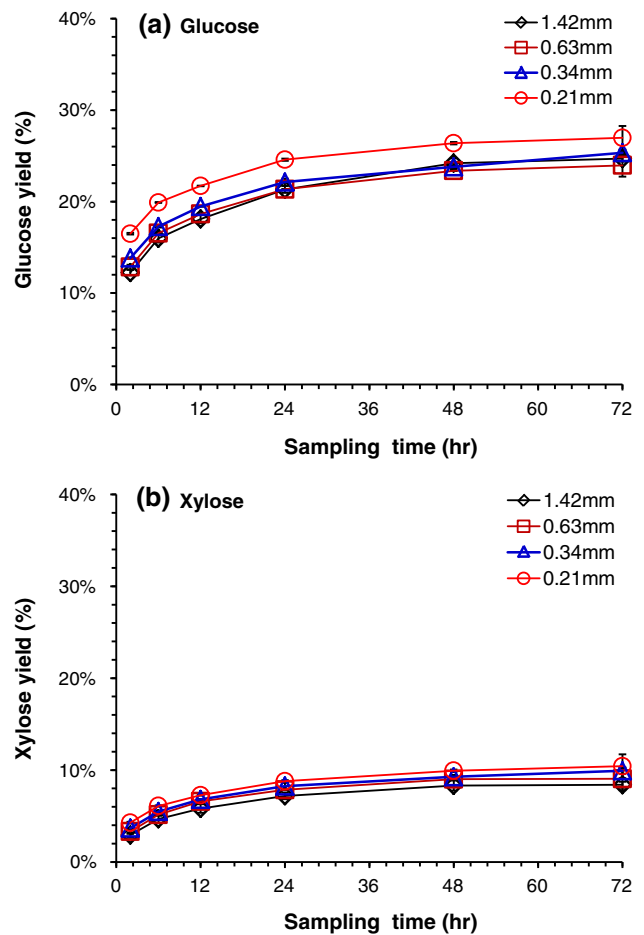 (a) Glucose
1.42mm
0.63mm
0.34mm
0.21mm
40%
30%
20%
10%
0%
Glucose yield (%)
0 12 24 36 48 60 72
Sampling time (hr)
(b) Xylose
1.42mm
0.63mm
0.34mm
0.21mm
40%
30%
20%
10%
0%
Xylose yield (%)
0 12 24 36 48 60 72
Sampling time (hr)